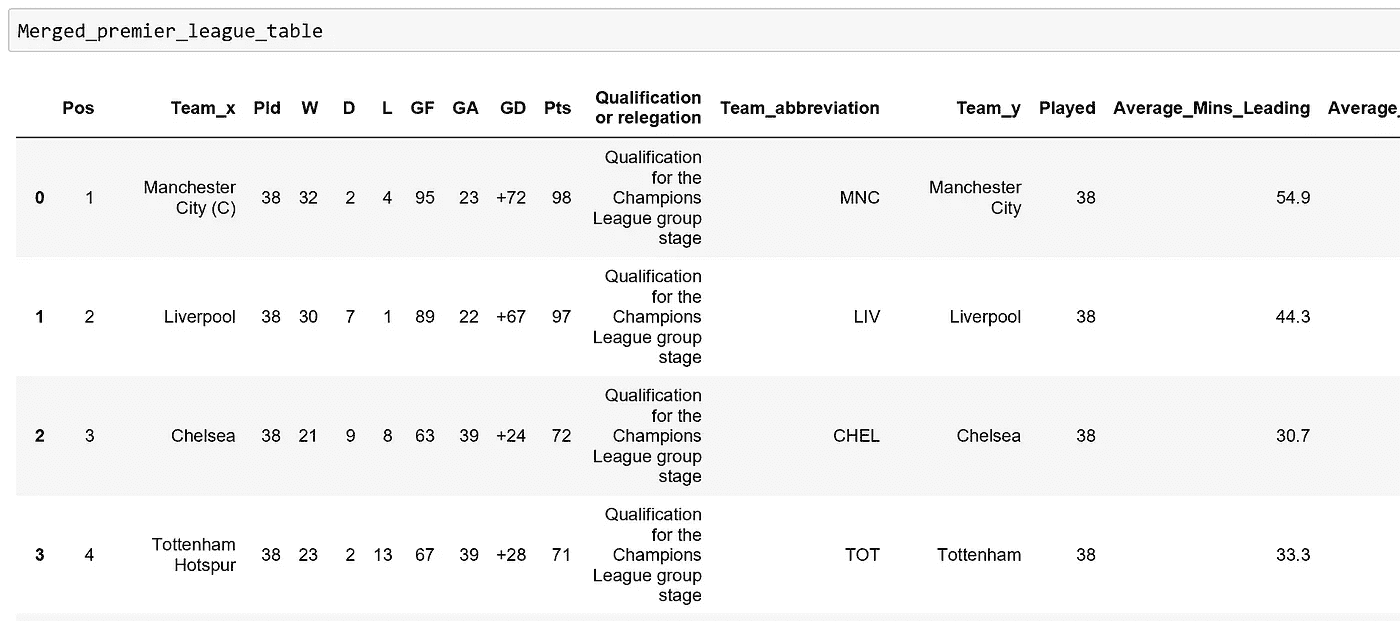 Merged_premier_league_table
Pos Team_x Pld W D L GF GA GD Pts Qualification or relegation Team_abbreviation Team_y Played Average_Mins_Leading Average_
0 1 Manchester City (C) 38 32 2 4 95 23 +72 98 Qualification for the Champions League group stage MNC Manchester City 38 54.9
1 2 Liverpool 38 30 7 1 89 22 +67 97 Qualification for the Champions League group stage LIV Liverpool 38 44.3
2 3 Chelsea 38 21 9 8 63 39 +24 72 Qualification for the Champions League group stage CHEL Chelsea 38 30.7
3 4 Tottenham Hotspur 38 23 2 13 67 39 +28 71 Qualification for the Champions League group stage TOT Tottenham 38 33.3